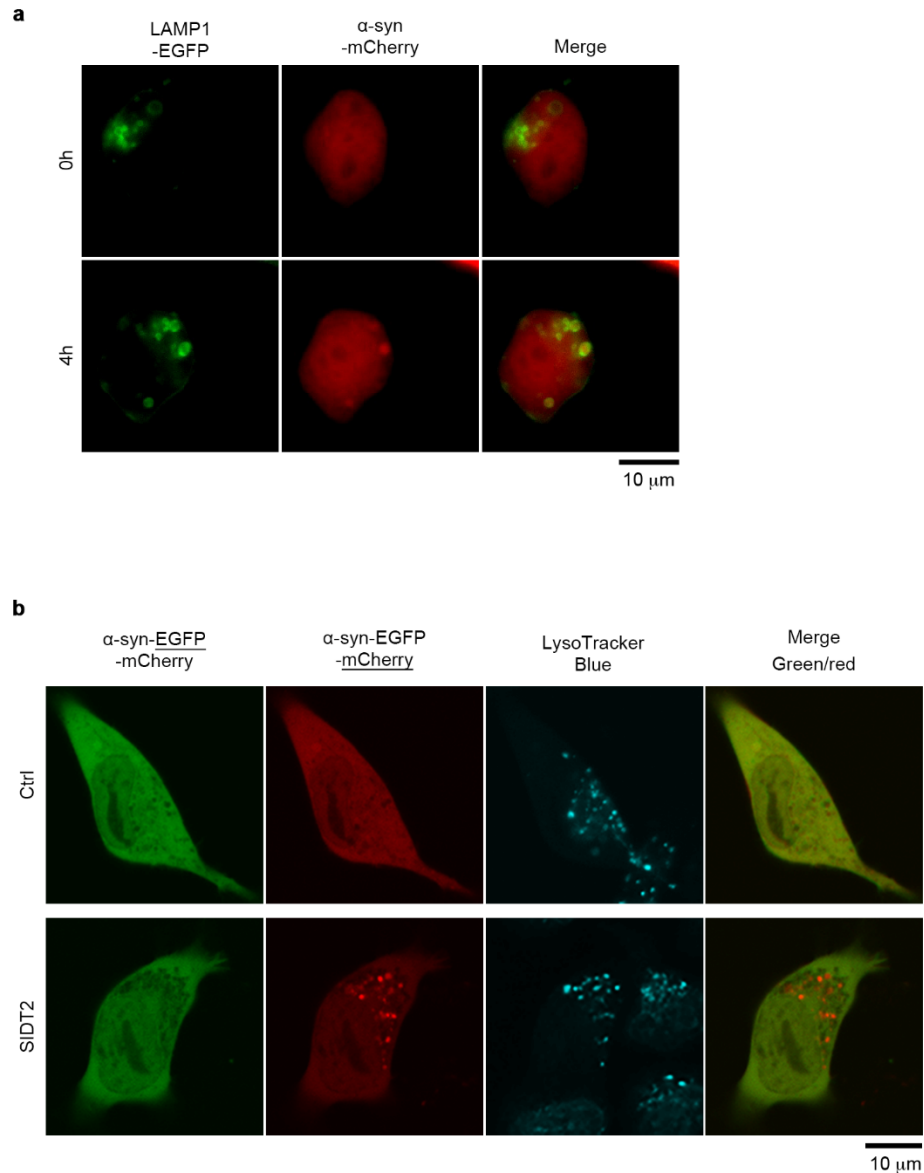 a
LAMP1
-EGFP
α-syn
-mCherry
Merge
0h
4h
10 μm
b
α-syn-EGFP
-mCherry
α-syn-EGFP
-mCherry
LysoTracker
Blue
Merge
Green/red
Ctrl
SIDT2
10 μm